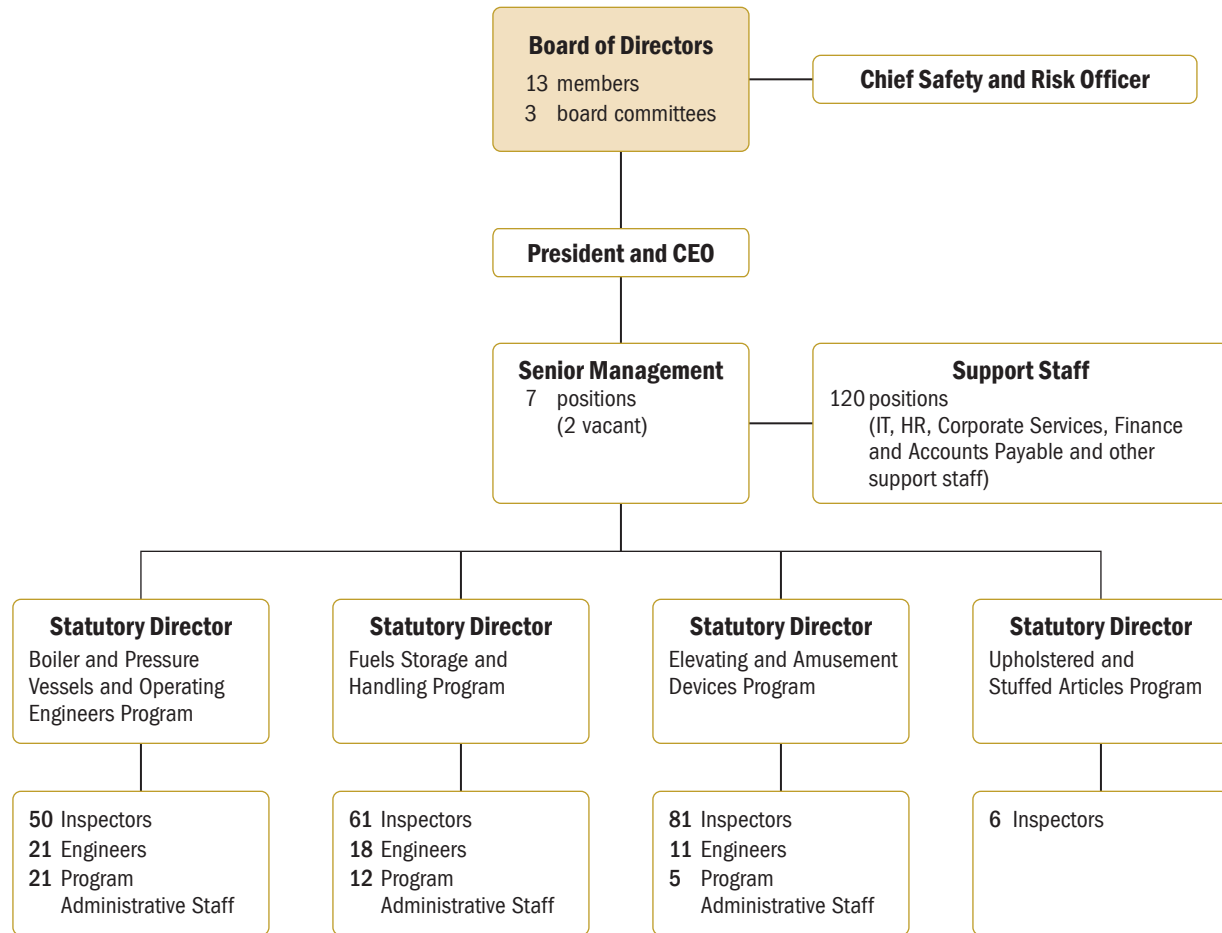 Board of Directors
13 members
3 board committees
Chief Safety and Risk Officer
President and CEO
Senior Management
7 positions
(2 vacant)
Support Staff
120 positions
(IT, HR, Corporate Services, Finance
and Accounts Payable and other
support staff)
Statutory Director
Boiler and Pressure
Vessels and Operating
Engineers Program
Statutory Director
Fuels Storage and
Handling Program
Statutory Director
Elevating and Amusement
Devices Program
Statutory Director
Upholstered and
Stuffed Articles Program
50 Inspectors
21 Engineers
21 Program
Administrative Staff
61 Inspectors
18 Engineers
12 Program
Administrative Staff
81 Inspectors
11 Engineers
5 Program
Administrative Staff
6 Inspectors